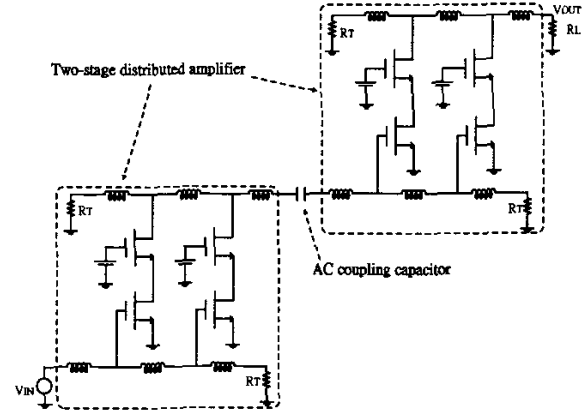 VOUT
RT
RL
Two-stage distributed amplifier
RT
RT
AC coupling capacitor
VIN
RT